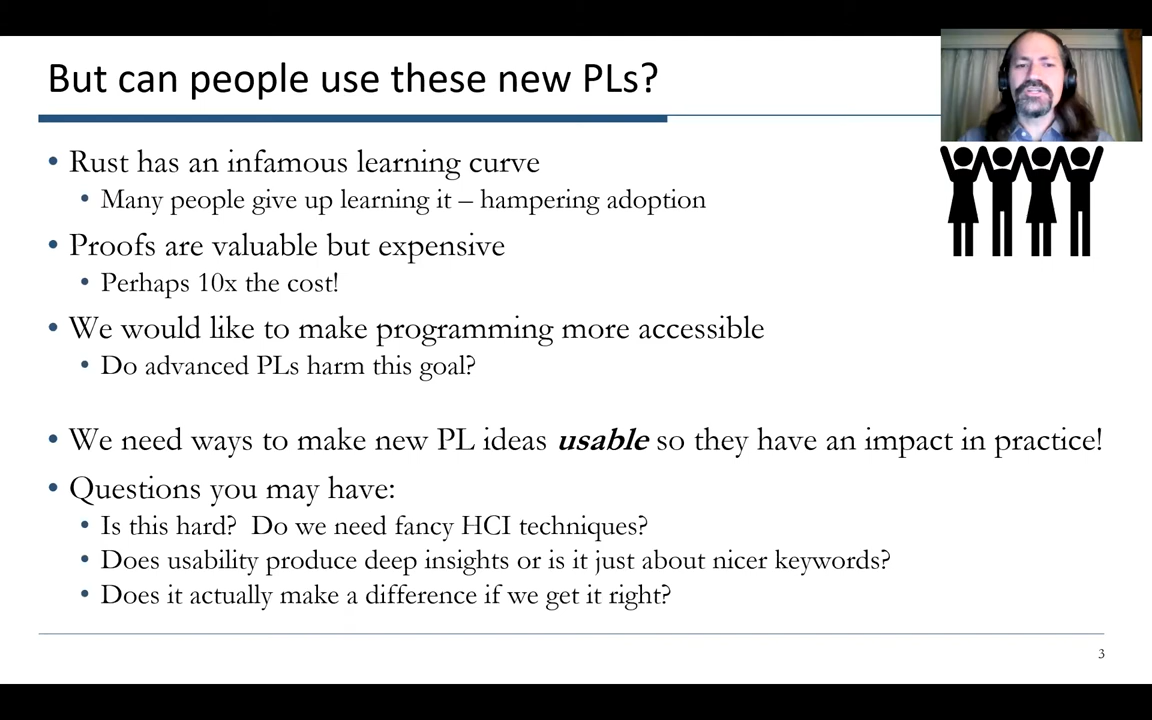 But can people use these new PLs?
• Rust has an infamous learning curve
• Many people give up learning it – hampering adoption
• Proofs are valuable but expensive
• Perhaps 10x the cost!
• We would like to make programming more accessible
• Do advanced PLs harm this goal?
• We need ways to make new PL ideas usable so they have an impact in practice!
• Questions you may have:
• Is this hard? Do we need fancy HCI techniques?
• Does usability produce deep insights or is it just about nicer keywords?
• Does it actually make a difference if we get it right?
3